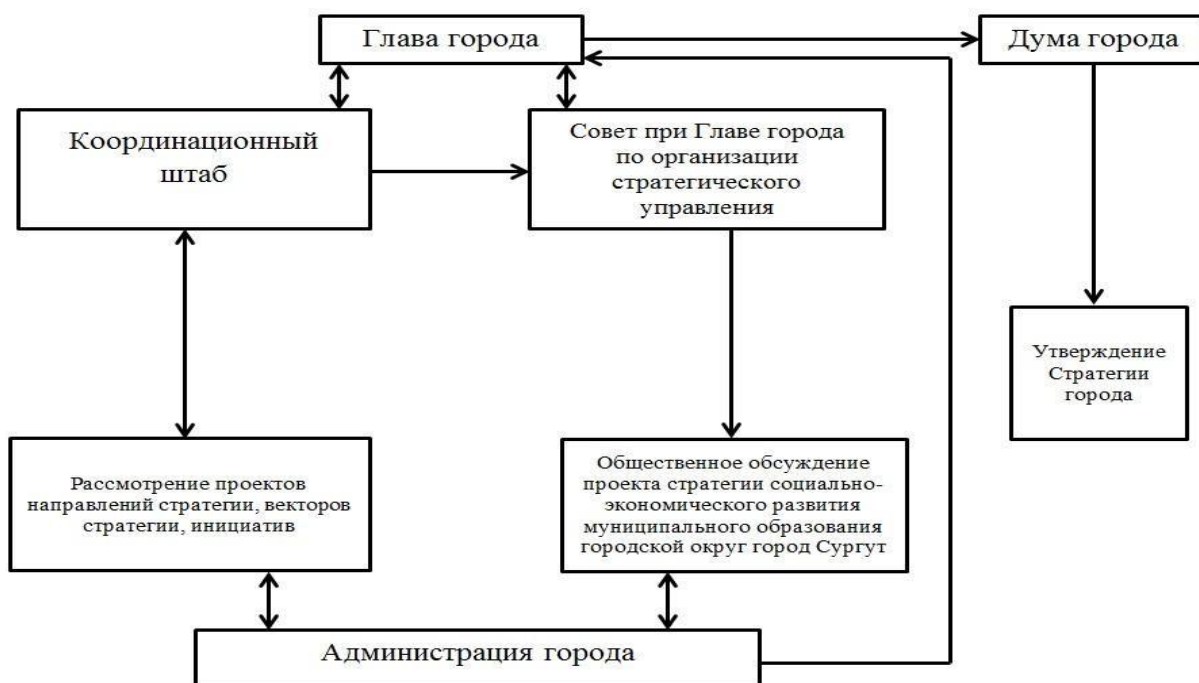 Глава города
Дума города
Координационный
штаб
Совет при Главе города
по организации
стратегического
управления
Утверждение
Стратегии
города
Рассмотрение проектов
направлений стратегии, векторов
стратегии, инициатив
Общественное обсуждение
проекта стратегии социально-
экономического развития
муниципального образования
городской округ город Сургут
Администрация города